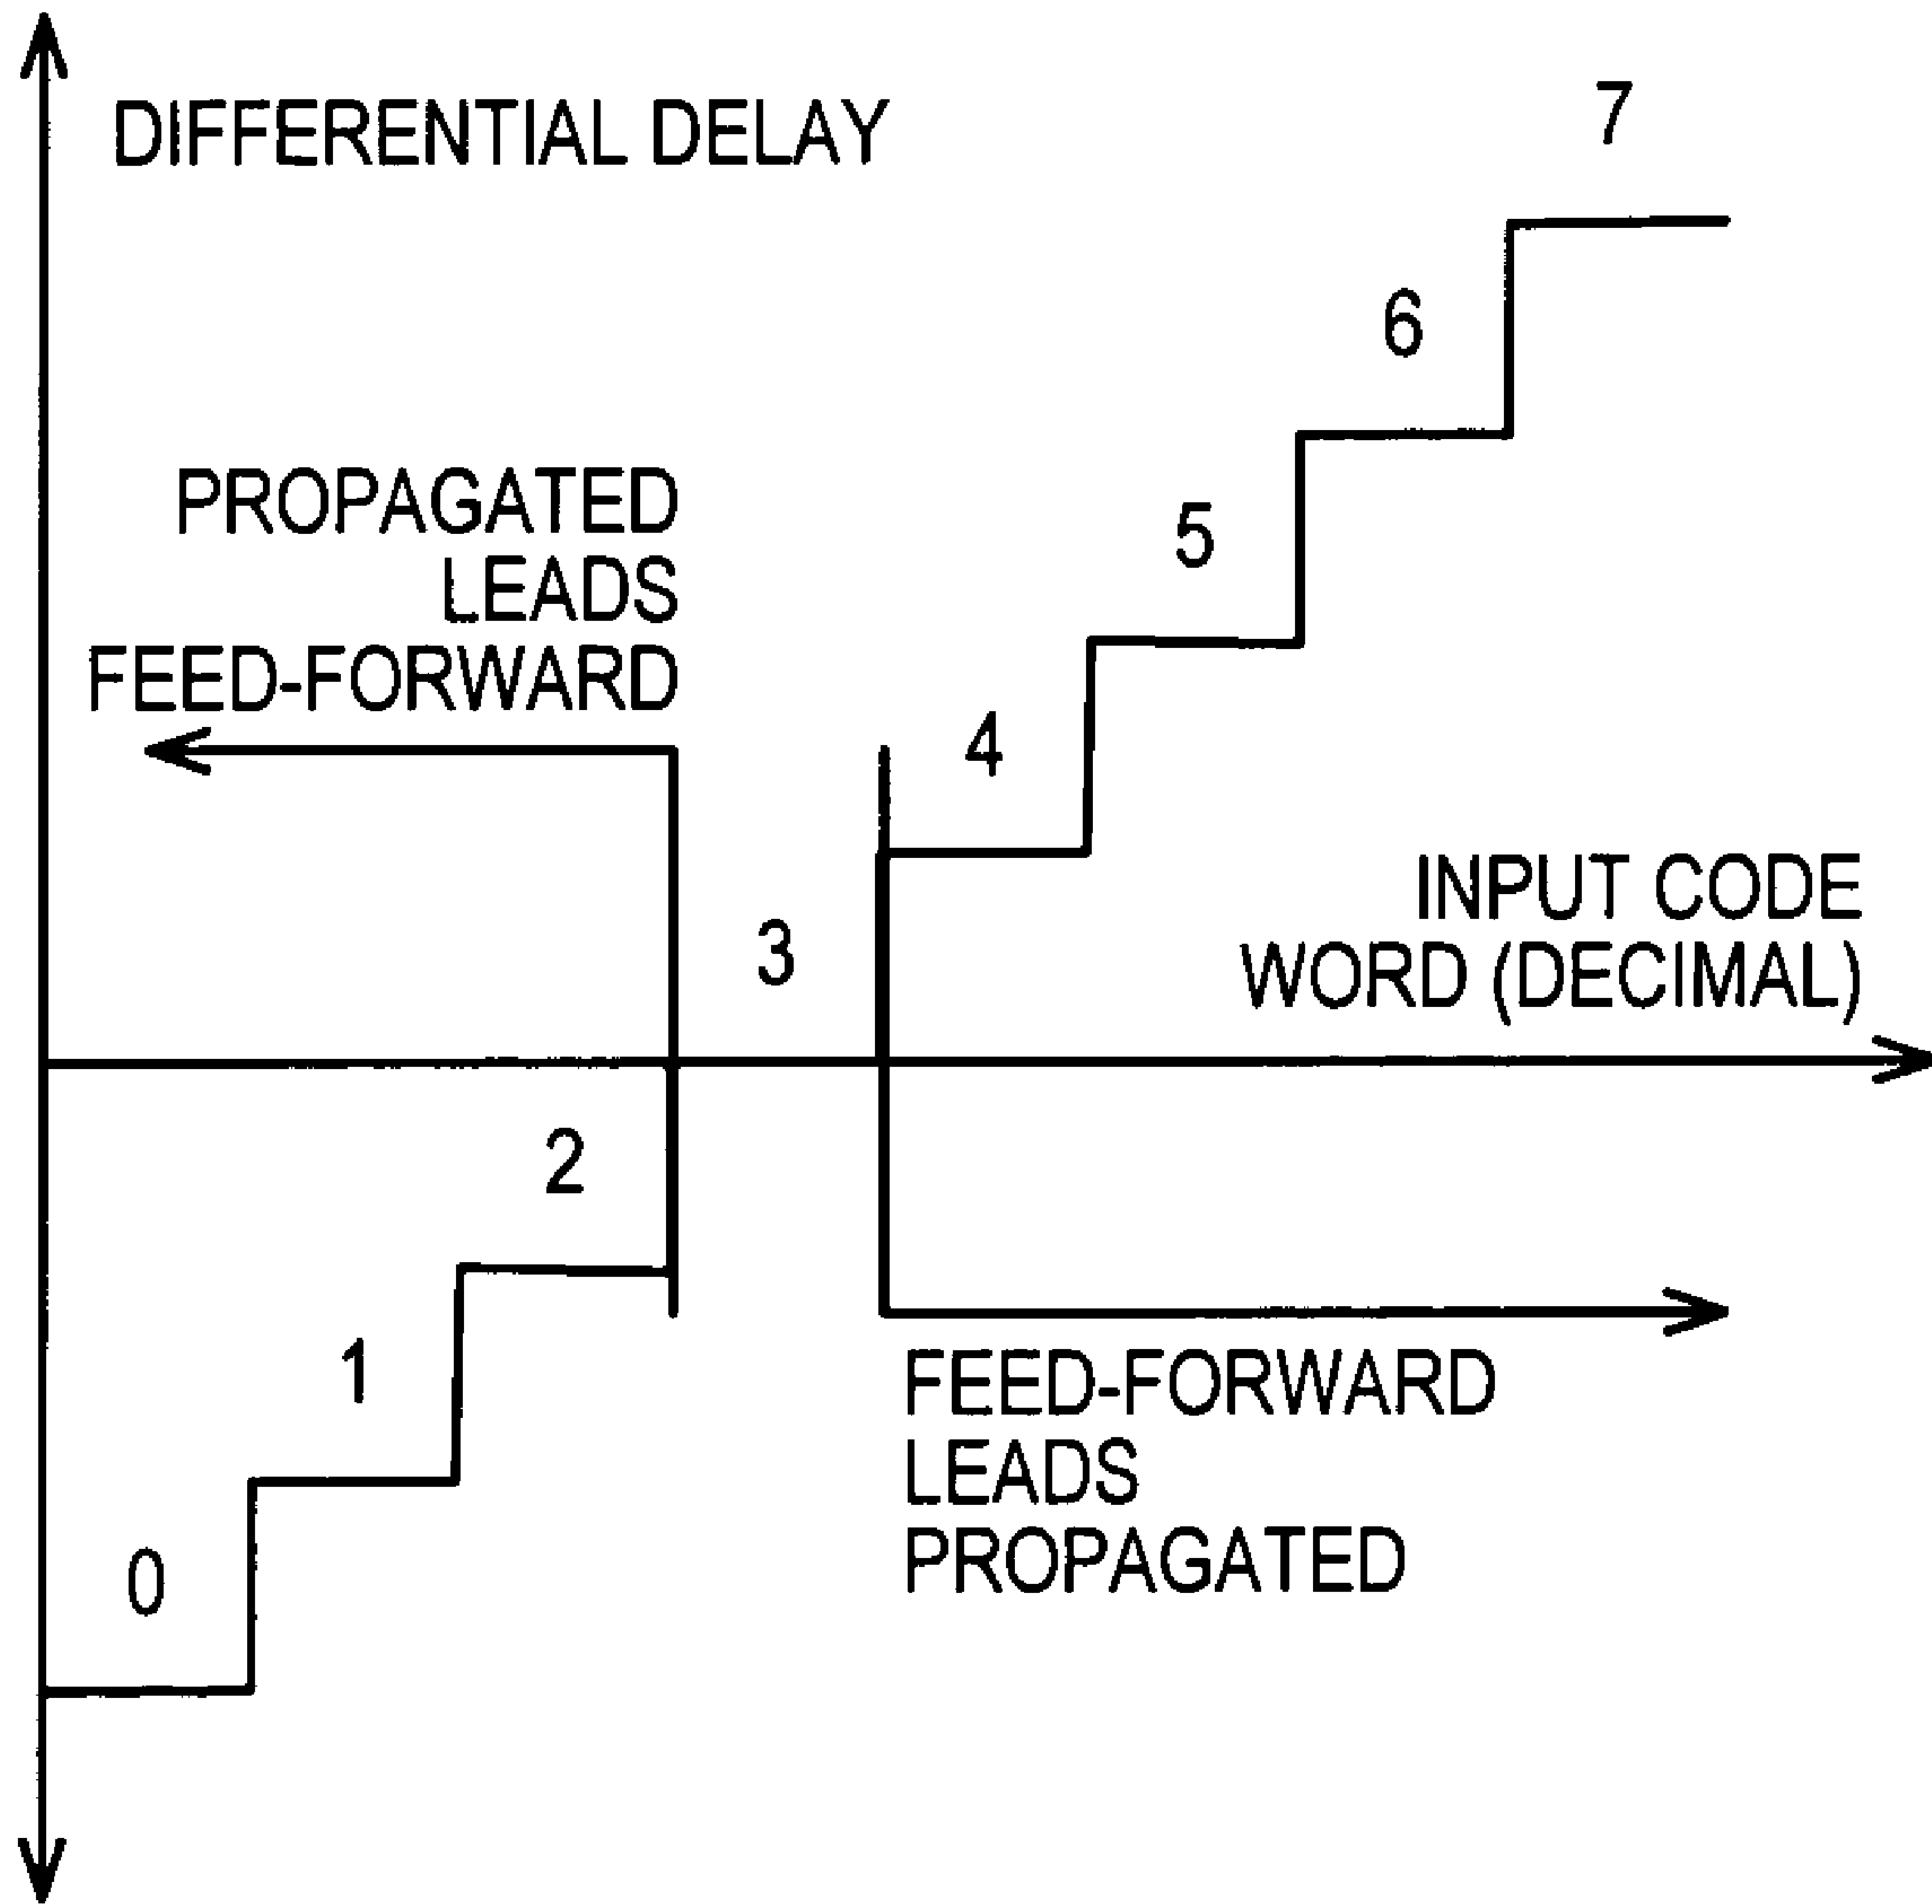 DIFFERENTIAL DELAY
7
6
PROPAGATED
LEADS
FEED-FORWARD
5
4
INPUT CODE
WORD (DECIMAL)
3
2
1
FEED-FORWARD
LEADS
PROPAGATED
0